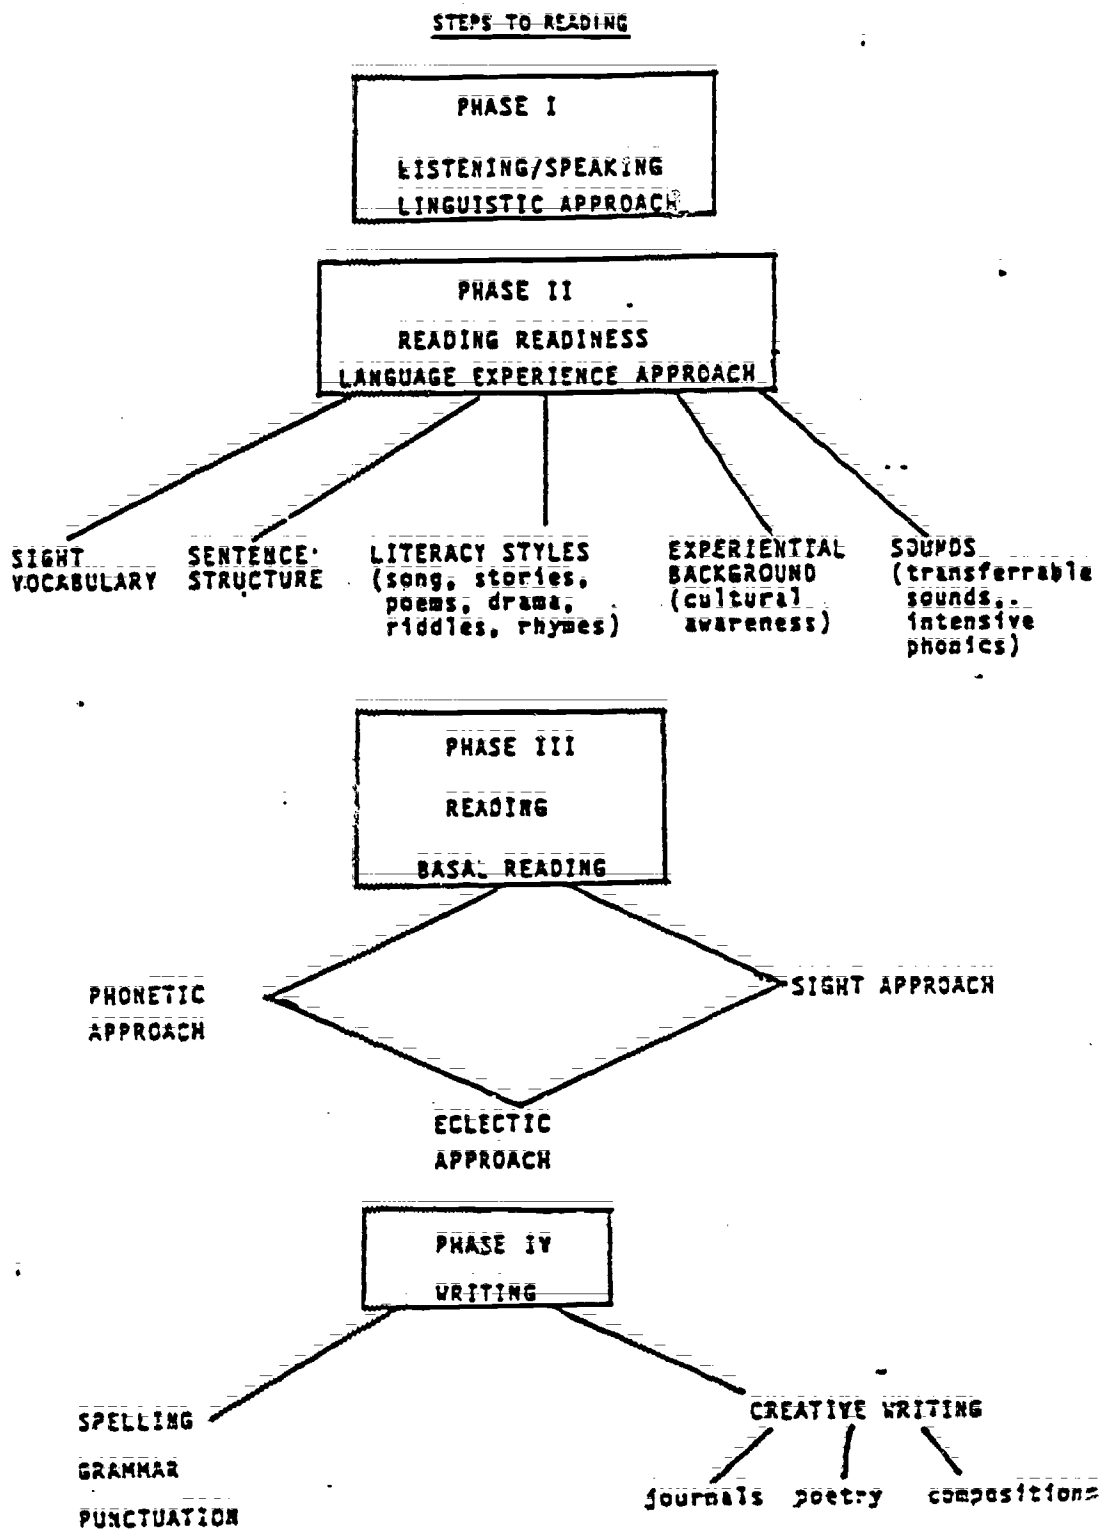 STEPS TO READING
PHASE I
LISTENING/SPEAKING
LINGUISTIC APPROACH
PHASE II
READING READINESS
LANGUAGE EXPERIENCE APPROACH
SIGHT
VOCABULARY
SENTENCE
STRUCTURE
LITERACY STYLES
(song, stories,
poems, drama,
riddles, rhymes)
EXPERIENTIAL
BACKGROUND
(cultural
awareness)
SOUNDS
(transferrable
sounds,
intensive
phonics)
PHASE III
READING
BASAL READING
PHONETIC
APPROACH
SIGHT APPROACH
ECLECTIC
APPROACH
PHASE IV
WRITING
SPELLING
GRAMMAR
PUNCTUATION
CREATIVE WRITING
journals poetry compositions